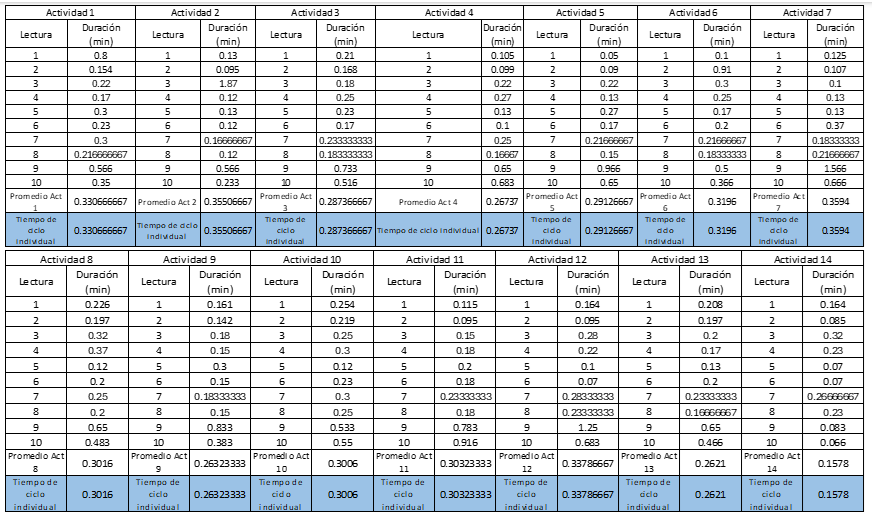 Actividad 1 Actividad 2 Actividad 3 Actividad 4 Actividad 5 Actividad 6 Actividad 7
Lectura Duración (min) Lectura Duración (min) Lectura Duración (min) Lectura Duración (min) Lectura Duración (min) Lectura Duración (min) Lectura Duración (min)
1 0.8 1 0.13 1 0.21 1 0.105 1 0.05 1 0.1 1 0.125
2 0.154 2 0.095 2 0.168 2 0.099 2 0.09 2 0.91 2 0.107
3 0.22 3 1.87 3 0.18 3 0.22 3 0.22 3 0.3 3 0.1
4 0.17 4 0.12 4 0.25 4 0.27 4 0.13 4 0.25 4 0.13
5 0.3 5 0.13 5 0.23 5 0.13 5 0.27 5 0.17 5 0.13
6 0.23 6 0.12 6 0.17 6 0.1 6 0.17 6 0.2 6 0.37
7 0.3 7 0.16666667 7 0.233333333 7 0.25 7 0.21666667 7 0.21666667 7 0.18333333
8 0.216666667 8 0.12 8 0.183333333 8 0.16667 8 0.15 8 0.18333333 8 0.21666667
9 0.566 9 0.566 9 0.733 9 0.65 9 0.966 9 0.5 9 1.566
10 0.35 10 0.233 10 0.516 10 0.683 10 0.65 10 0.366 10 0.666
Promedio Act 1 0.330666667 Promedio Act 2 0.35506667 Promedio Act 3 0.287366667 Promedio Act 4 0.26737 Promedio Act 5 0.29126667 Promedio Act 6 0.3196 Promedio Act 7 0.3594
Tiempo de ciclo individual 0.330666667 Tiempo de ciclo individual 0.35506667 Tiempo de ciclo individual 0.287366667 Tiempo de ciclo individual 0.26737 Tiempo de ciclo individual 0.29126667 Tiempo de ciclo individual 0.3196 Tiempo de ciclo individual 0.3594
Actividad 8 Actividad 9 Actividad 10 Actividad 11 Actividad 12 Actividad 13 Actividad 14
Lectura Duración (min) Lectura Duración (min) Lectura Duración (min) Lectura Duración (min) Lectura Duración (min) Lectura Duración (min) Lectura Duración (min)
1 0.226 1 0.161 1 0.254 1 0.115 1 0.164 1 0.208 1 0.164
2 0.197 2 0.142 2 0.219 2 0.095 2 0.095 2 0.197 2 0.085
3 0.32 3 0.18 3 0.25 3 0.15 3 0.28 3 0.2 3 0.32
4 0.37 4 0.15 4 0.3 4 0.18 4 0.22 4 0.17 4 0.23
5 0.12 5 0.3 5 0.12 5 0.2 5 0.1 5 0.13 5 0.07
6 0.2 6 0.15 6 0.23 6 0.18 6 0.07 6 0.2 6 0.07
7 0.25 7 0.18333333 7 0.3 7 0.23333333 7 0.28333333 7 0.23333333 7 0.26666667
8 0.2 8 0.15 8 0.25 8 0.18 8 0.23333333 8 0.16666667 8 0.23
9 0.65 9 0.833 9 0.533 9 0.783 9 1.25 9 0.65 9 0.083
10 0.483 10 0.383 10 0.55 10 0.916 10 0.683 10 0.466 10 0.066
Promedio Act 8 0.3016 Promedio Act 9 0.26323333 Promedio Act 10 0.3006 Promedio Act 11 0.30323333 Promedio Act 12 0.33786667 Promedio Act 13 0.2621 Promedio Act 14 0.1578
Tiempo de ciclo individual 0.3016 Tiempo de ciclo individual 0.26323333 Tiempo de ciclo individual 0.3006 Tiempo de ciclo individual 0.30323333 Tiempo de ciclo individual 0.33786667 Tiempo de ciclo individual 0.2621 Tiempo de ciclo individual 0.1578